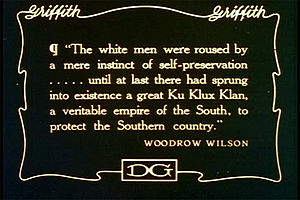 Griffith Griffith
¶ “The white men were roused by
a mere instinct of self-preservation
. . . . . until at last there had sprung
into existence a great Ku Klux Klan,
a veritable empire of the South, to
protect the Southern country.”
WOODROW WILSON
DG